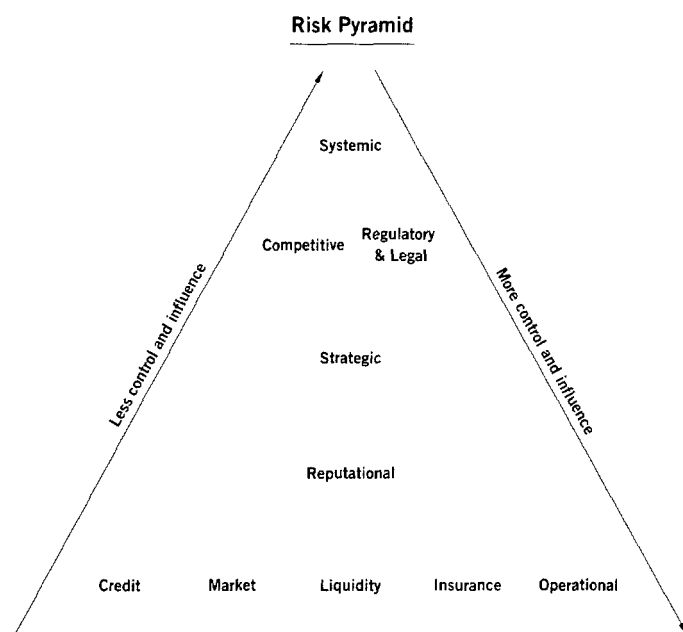 Risk Pyramid
Systemic
Competitive
Regulatory
& Legal
Less control and influence
More control and influence
Strategic
Reputational
Credit Market Liquidity Insurance Operational